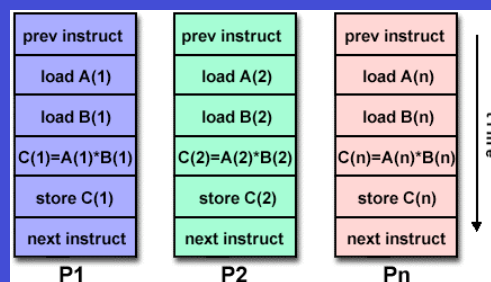 prev instruct
load A(1)
load B(1)
C(1)=A(1)*B(1)
store C(1)
next instruct
P1
prev instruct
load A(2)
load B(2)
C(2)=A(2)*B(2)
store C(2)
next instruct
P2
prev instruct
load A(n)
load B(n)
C(n)=A(n)*B(n)
store C(n)
next instruct
Pn
time